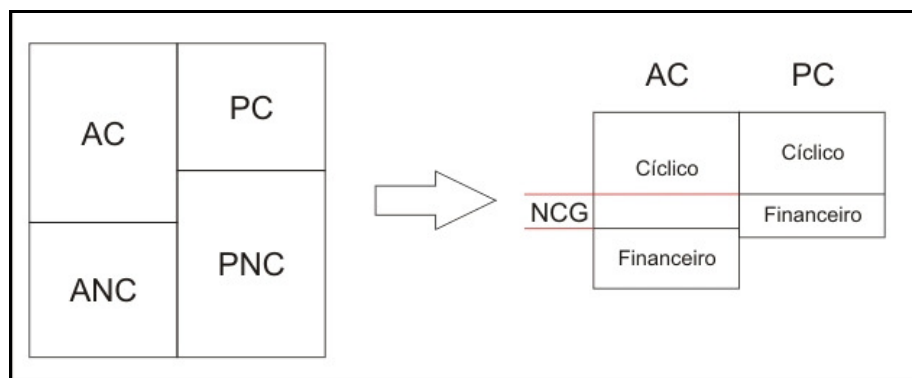 AC
PC
ANC
PNC
AC PC
Cíclico
Cíclico
NCG
Financeiro
Financeiro